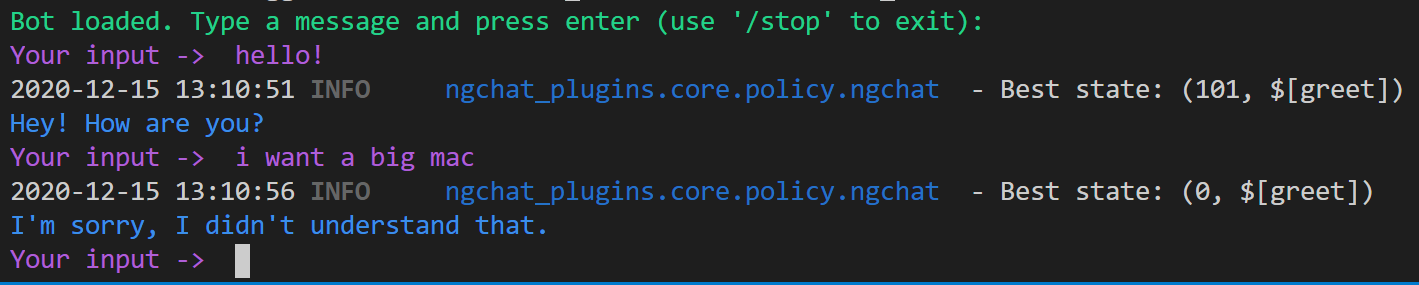 Bot loaded. Type a message and press enter (use '/stop' to exit):
Your input ->  hello!
2020-12-15 13:10:51 INFO     ngchat_plugins.core.policy.ngchat  - Best state: (101, $[greet])
Hey! How are you?
Your input ->  i want a big mac
2020-12-15 13:10:56 INFO     ngchat_plugins.core.policy.ngchat  - Best state: (0, $[greet])
I'm sorry, I didn't understand that.
Your input ->